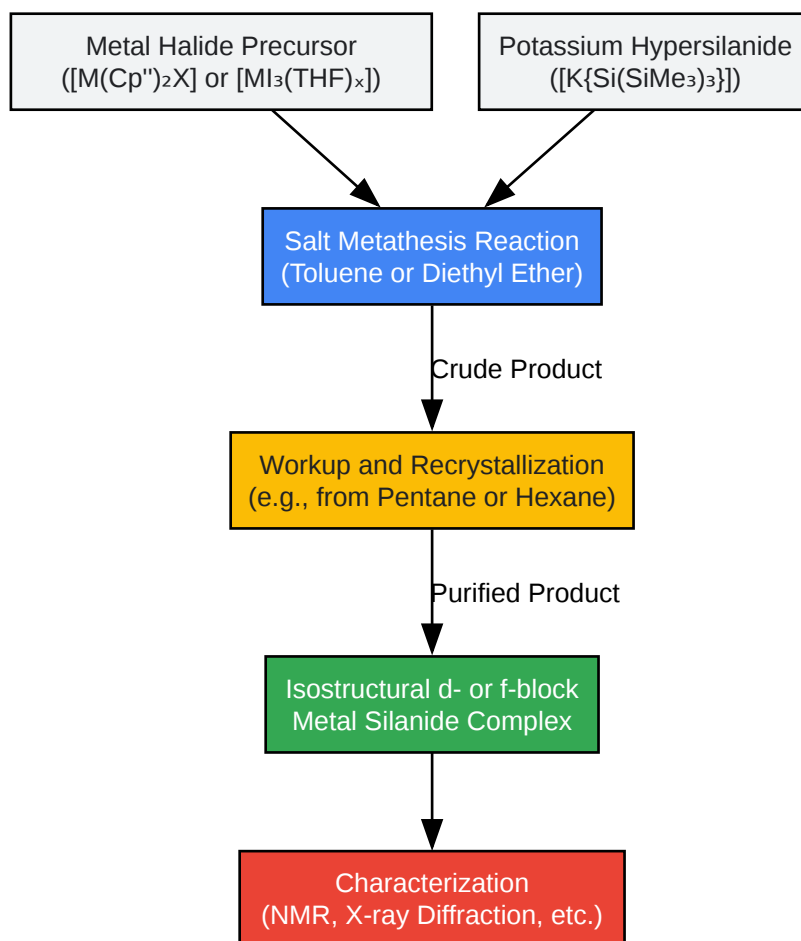 Metal Halide Precursor
([M(Cp")₂X] or [MI₃(THF)ₓ])
Potassium Hypersilanide
([K{Si(SiMe₃)₃}])
Salt Metathesis Reaction
(Toluene or Diethyl Ether)
Crude Product
Workup and Recrystallization
(e.g., from Pentane or Hexane)
Purified Product
Isostructural d- or f-block
Metal Silanide Complex
Characterization
(NMR, X-ray Diffraction, etc.)